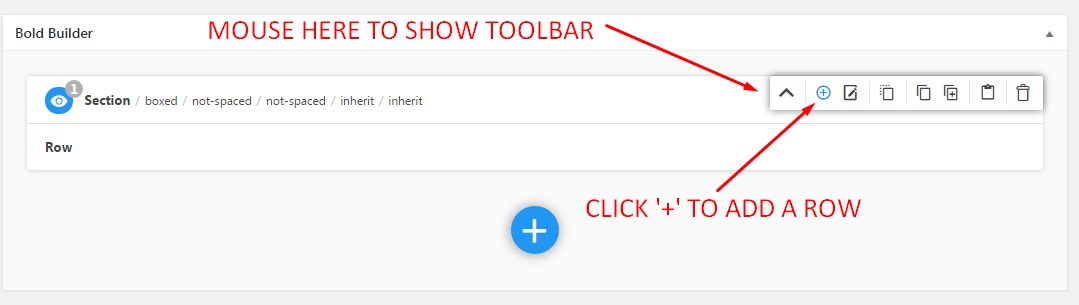 Bold Builder
MOUSE HERE TO SHOW TOOLBAR
1
Section / boxed / not-spaced / not-spaced / inherit / inherit
Row
CLICK '+' TO ADD A ROW